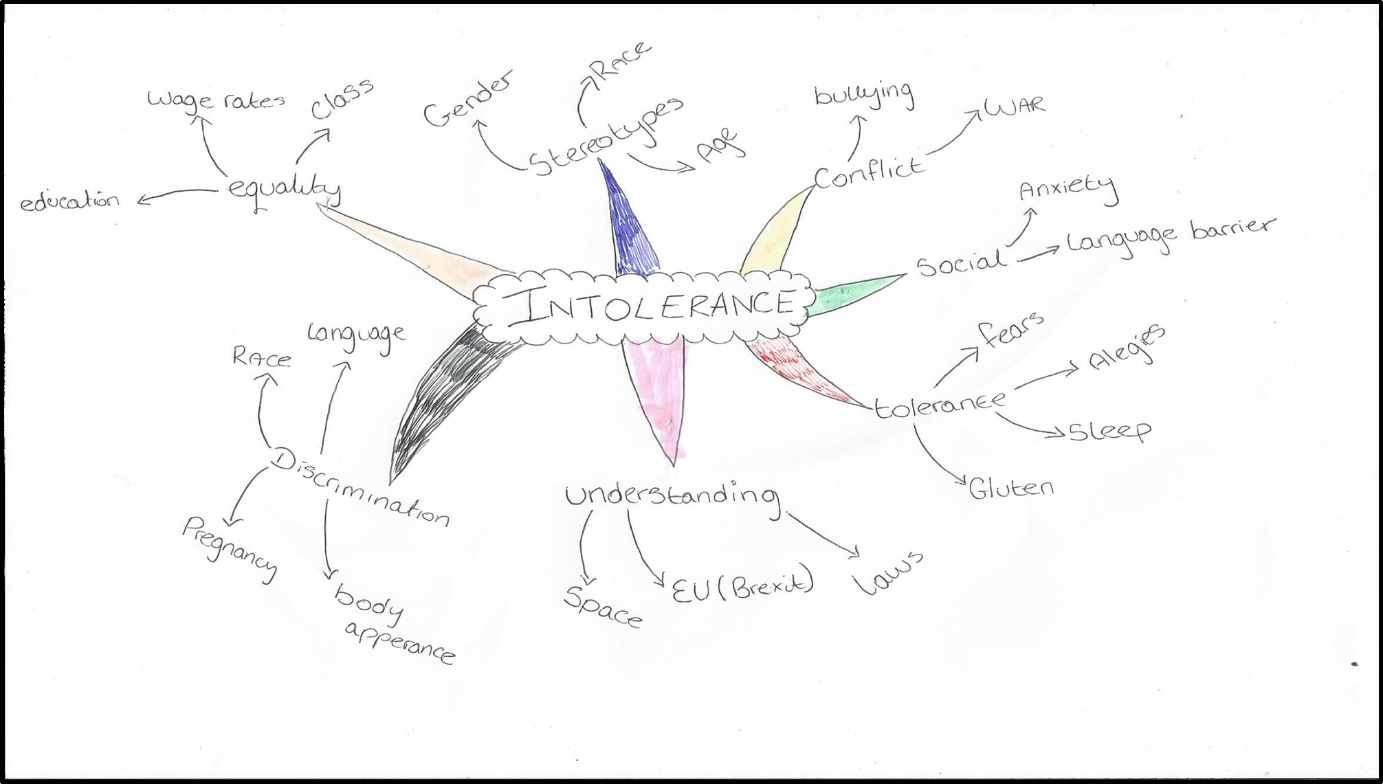 Wage rates
Class
education
equality
Gender
RACE
Stereotypes
Age
bullying
WAR
Conflict
Anxiety
Social
Language barrier
INTOLERANCE
fears
Alegies
tolerance
Sleep
Gluten
RACE
Language
Discrimination
Pregnancy
body
apperance
understanding
Space
EU (Brexit)
Laws